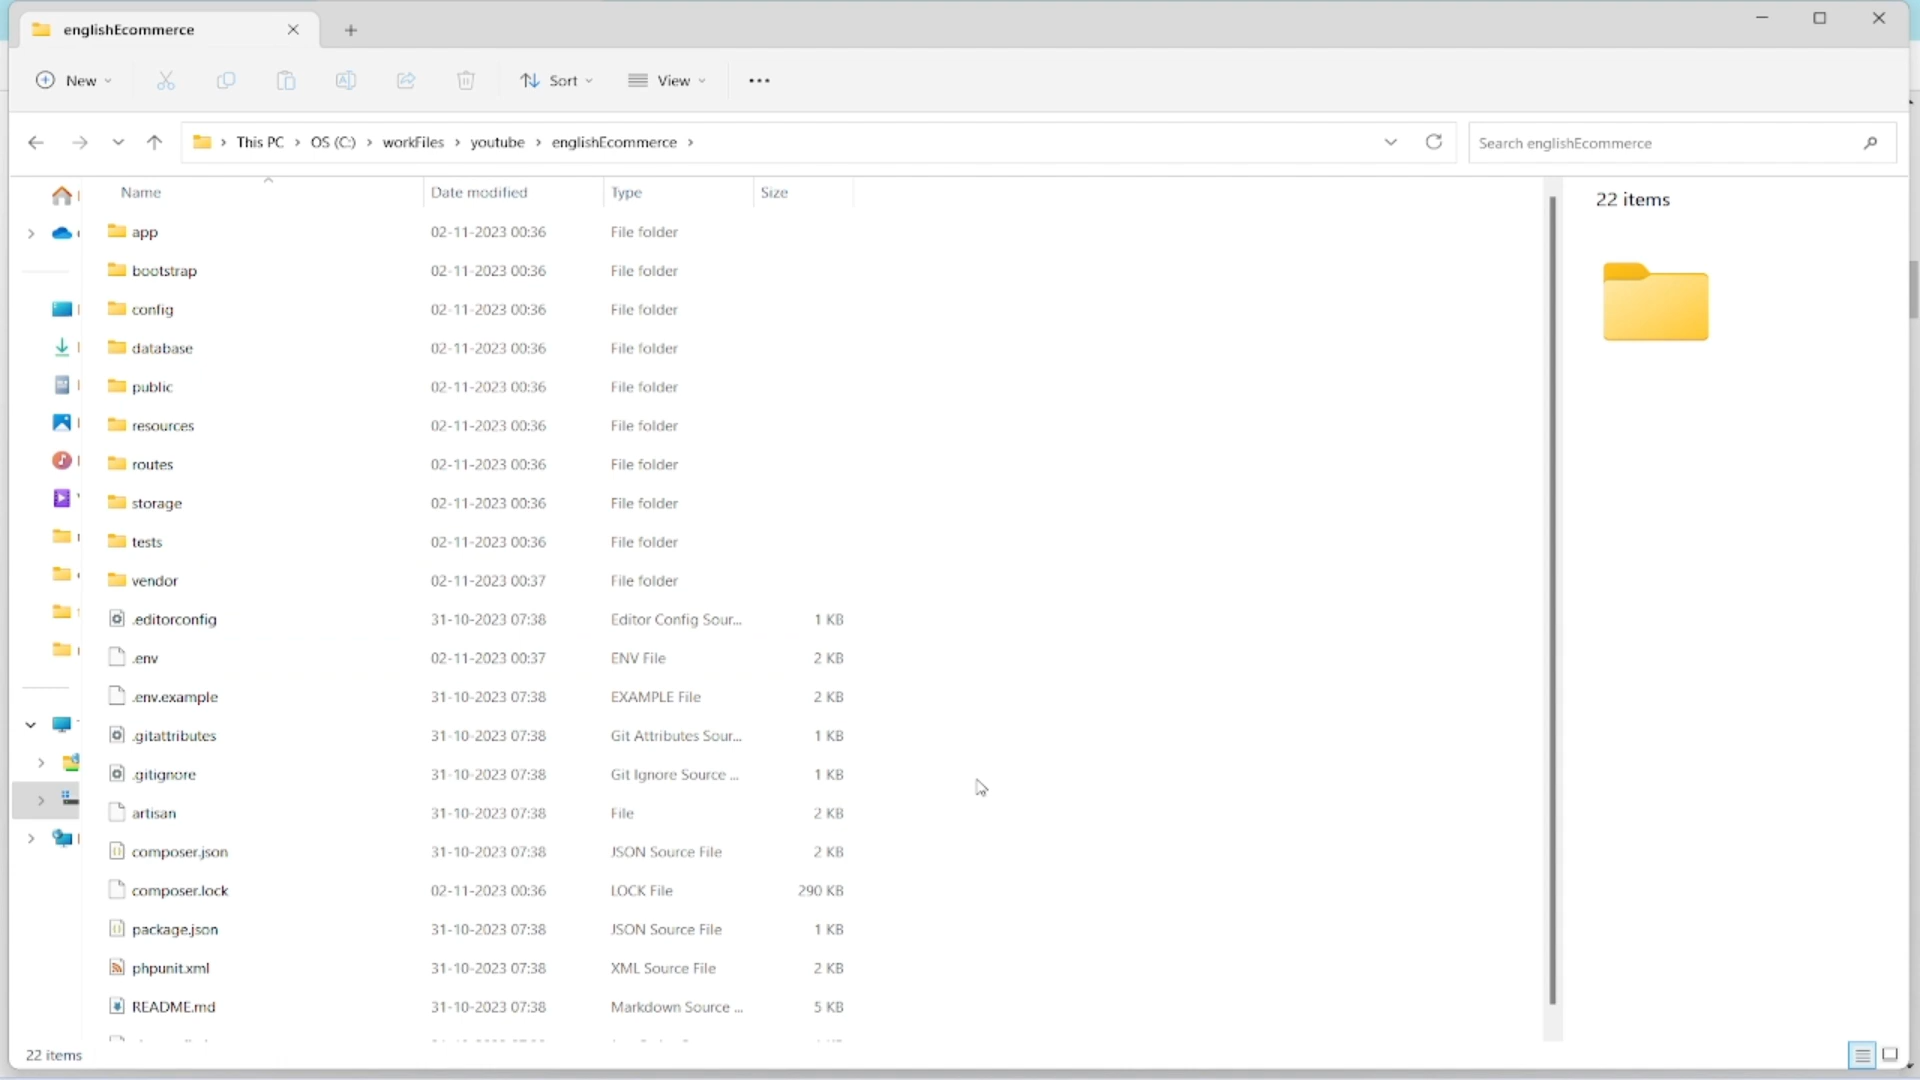 englishEcommerce
New
Sort
View
This PC > OS (C:) > workFiles > youtube > englishEcommerce >
Search englishEcommerce
Name Date modified Type Size
22 items
app 02-11-2023 00:36 File folder
bootstrap 02-11-2023 00:36 File folder
config 02-11-2023 00:36 File folder
database 02-11-2023 00:36 File folder
public 02-11-2023 00:36 File folder
resources 02-11-2023 00:36 File folder
routes 02-11-2023 00:36 File folder
storage 02-11-2023 00:36 File folder
tests 02-11-2023 00:36 File folder
vendor 02-11-2023 00:37 File folder
.editorconfig 31-10-2023 07:38 Editor Config Sour... 1 KB
.env 02-11-2023 00:37 ENV File 2 KB
.env.example 31-10-2023 07:38 EXAMPLE File 2 KB
.gitattributes 31-10-2023 07:38 Git Attributes Sour... 1 KB
.gitignore 31-10-2023 07:38 Git Ignore Source ... 1 KB
artisan 31-10-2023 07:38 File 2 KB
composer.json 31-10-2023 07:38 JSON Source File 2 KB
composer.lock 02-11-2023 00:36 LOCK File 290 KB
package.json 31-10-2023 07:38 JSON Source File 1 KB
phpunit.xml 31-10-2023 07:38 XML Source File 2 KB
README.md 31-10-2023 07:38 Markdown Source ... 5 KB
22 items